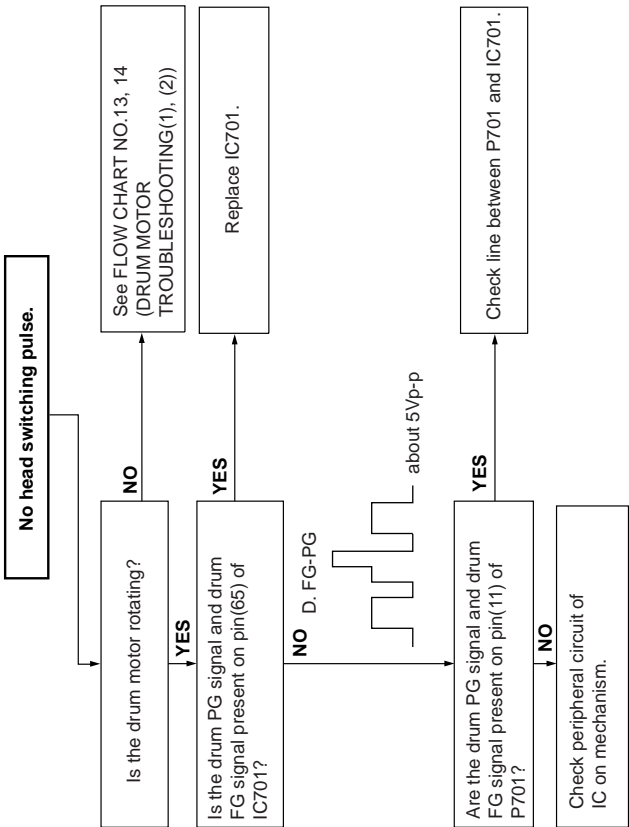 No head switching pulse.
Is the drum motor rotating?
NO
See FLOW CHART NO.13, 14
(DRUM MOTOR
TROUBLESHOOTING(1), (2))
YES
Is the drum PG signal and drum
FG signal present on pin(65) of
IC701?
YES
Replace IC701.
NO
D. FG-PG
about 5Vp-p
Are the drum PG signal and drum
FG signal present on pin(11) of
P701?
YES
Check line between P701 and IC701.
NO
Check peripheral circuit of
IC on mechanism.